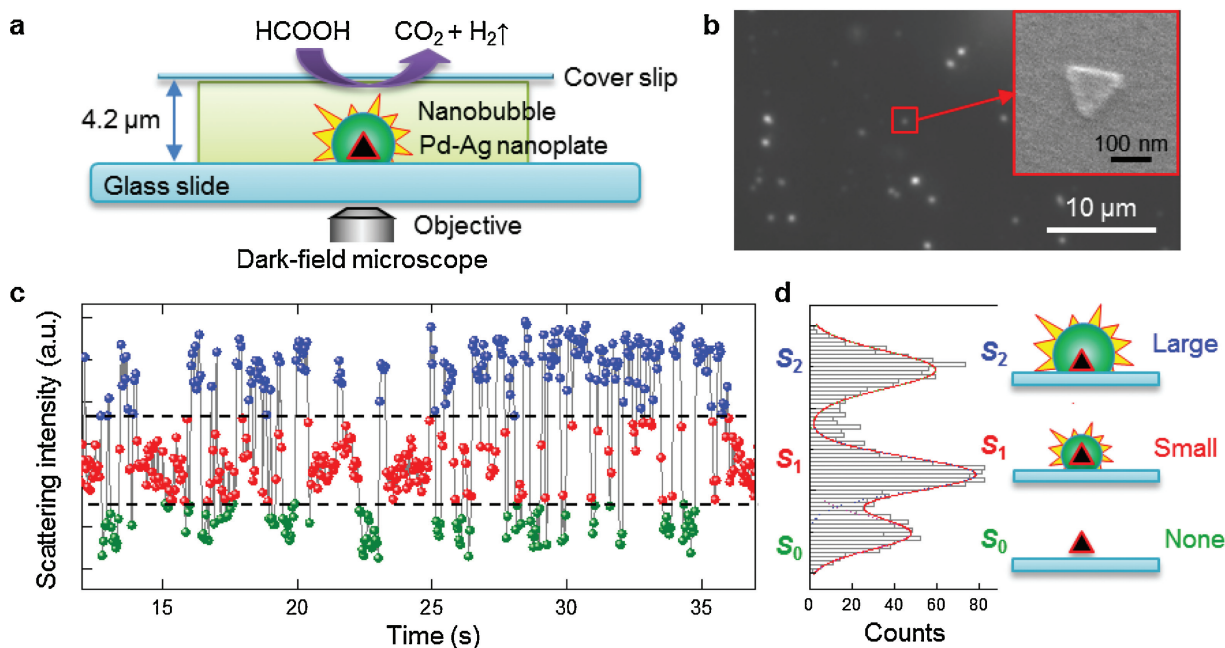 a
HCOOH
CO2 + H2↑
Cover slip
4.2 µm
Nanobubble
Pd-Ag nanoplate
Glass slide
Objective
Dark-field microscope
b
100 nm
10 µm
c
Scattering intensity (a.u.)
15 20 25 30 35
Time (s)
d
S2
S1
S0
0 20 40 60 80
Counts
S2 Large
S1 Small
S0 None